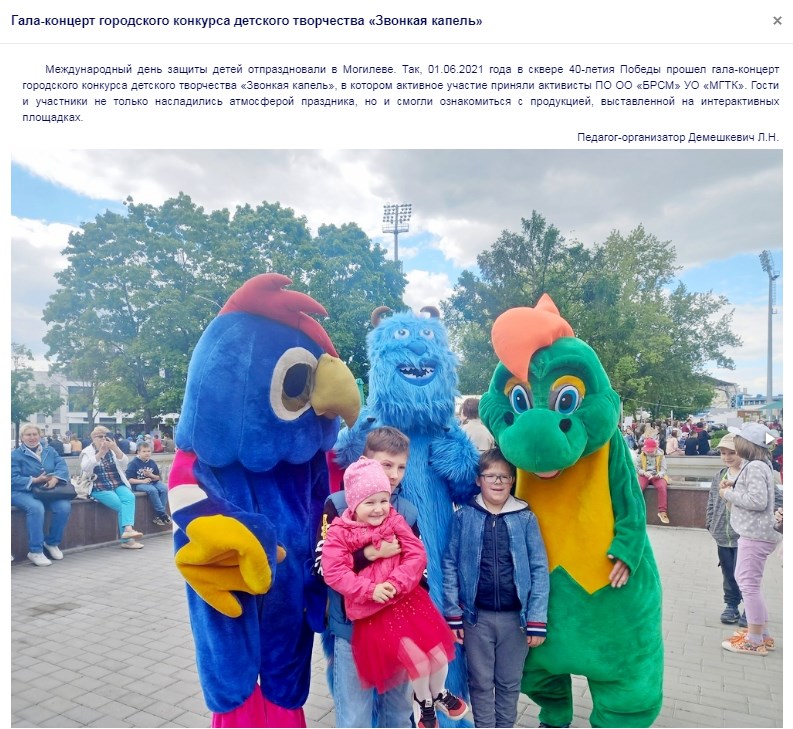 Гала-концерт городского конкурса детского творчества «Звонкая капель»
Международный день защиты детей отпраздновали в Могилеве. Так, 01.06.2021 года в сквере 40-летия Победы прошел гала-концерт
городского конкурса детского творчества «Звонкая капель», в котором активное участие приняли активисты ПО ОО «БРСМ» УО «МГТК». Гости
и участники не только насладились атмосферой праздника, но и смогли ознакомиться с продукцией, выставленной на интерактивных
площадках.
Педагог-организатор Демешкевич Л.Н.